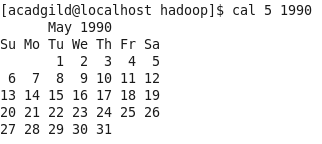 [acadgild@localhost hadoop]$ cal 5 1990
      May 1990
Su Mo Tu We Th Fr Sa
       1  2  3  4  5
 6  7  8  9 10 11 12
13 14 15 16 17 18 19
20 21 22 23 24 25 26
27 28 29 30 31